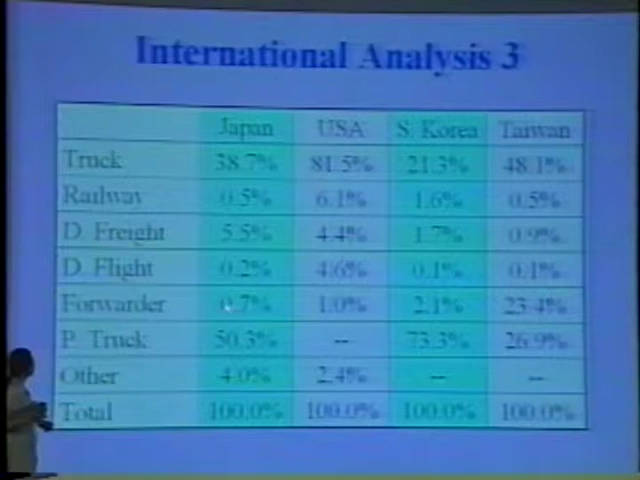 International Analysis 3
Japan USA S. Korea Taiwan
Truck 38.7% 81.5% 21.3% 48.1%
Railway 0.5% 6.1% 1.6% 0.5%
D. Freight 5.5% 4.4% 1.7% 0.9%
D. Flight 0.2% 4.6% 0.1% 0.1%
Forwarder 0.7% 1.0% 2.1% 23.4%
P. Truck 50.3% -- 73.3% 26.9%
Other 4.0% 2.4% -- --
Total 100.0% 100.0% 100.0% 100.0%